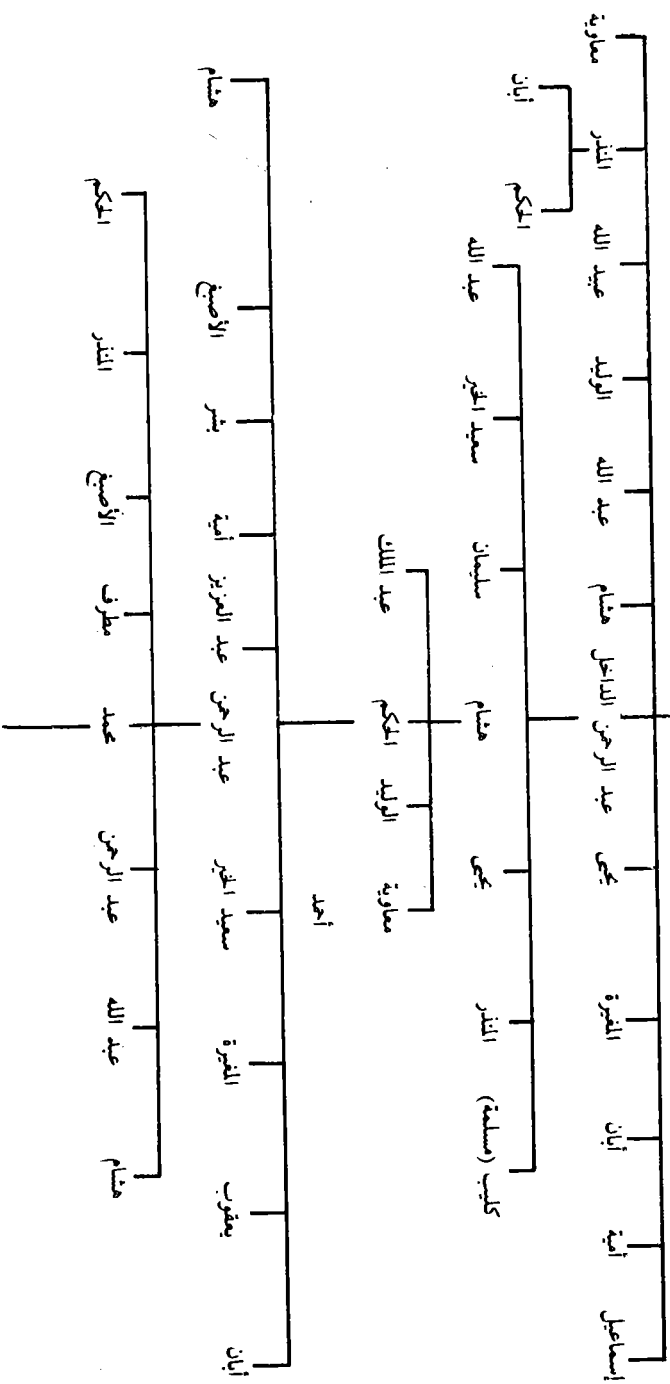 إسماعيل أمية أبان المغيرة يحيى عبد الرحمن الداخل هشام عبد الله الوليد عبيد الله المنذر معاوية
الحكم أبان
كليب (مسلمة) المنذر يحيى هشام سليمان سعيد الخير عبد الله
معاوية الوليد الحكم عبد الملك
أحمد
أبان يعقوب المغيرة سعيد الخير عبد الرحمن عبد العزيز أمية بشر الأصبغ هشام
هشام عبد الله عبد الرحمن محمد مطرف الأصبغ المنذر الحكم